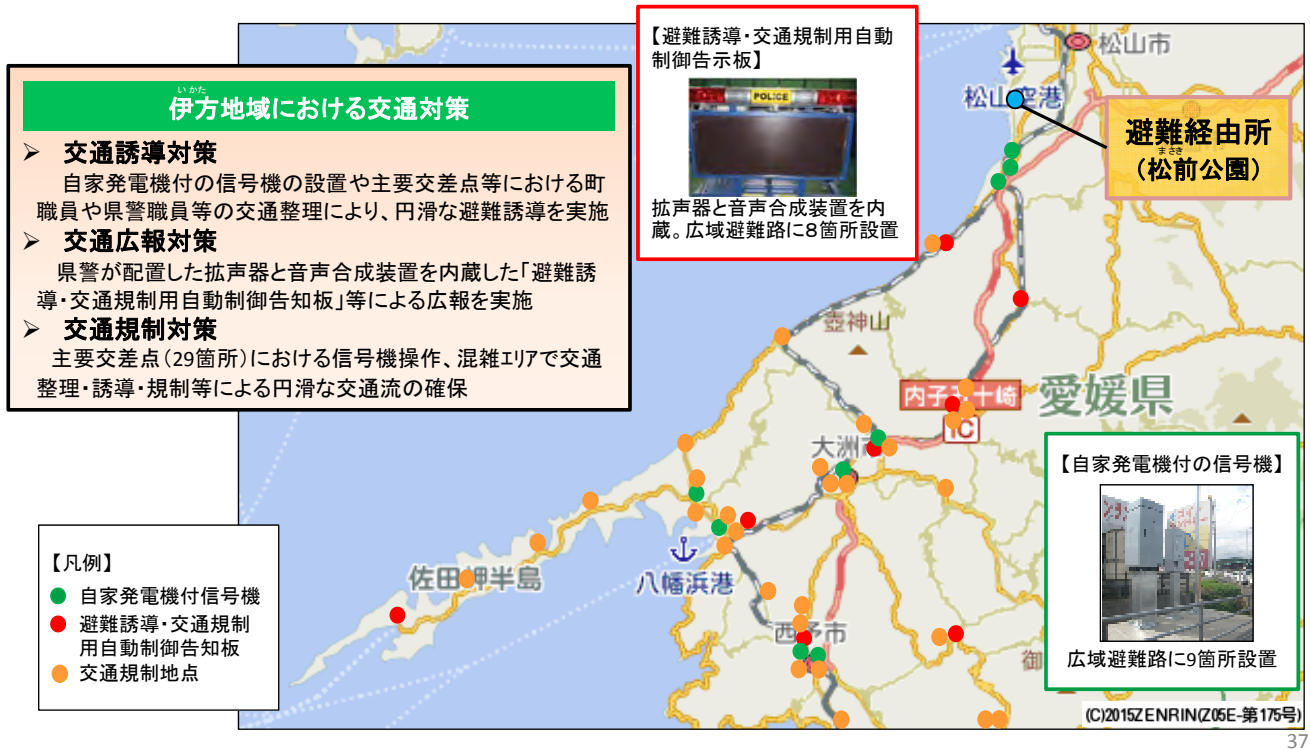 いかた
伊方地域における交通対策
➢ 交通誘導対策
自家発電機付の信号機の設置や主要交差点等における町
職員や県警職員等の交通整理により、円滑な避難誘導を実施
➢ 交通広報対策
県警が配置した拡声器と音声合成装置を内蔵した「避難誘
導・交通規制用自動制御告知板」等による広報を実施
➢ 交通規制対策
主要交差点(29箇所)における信号機操作、混雑エリアで交通
整理・誘導・規制等による円滑な交通流の確保
【避難誘導・交通規制用自動
制御告示板】
POLICE
拡声器と音声合成装置を内
蔵。広域避難路に8箇所設置
松山市
松山空港
避難経由所
まさき
(松前公園)
壺神山
内子五十崎
IC
愛媛県
大洲市
佐田岬半島
八幡浜港
西予市
御
【自家発電機付の信号機】
広域避難路に9箇所設置
【凡例】
自家発電機付信号機
避難誘導・交通規制
用自動制御告知板
交通規制地点
(C)2015ZENRIN(Z05E-第175号)
37